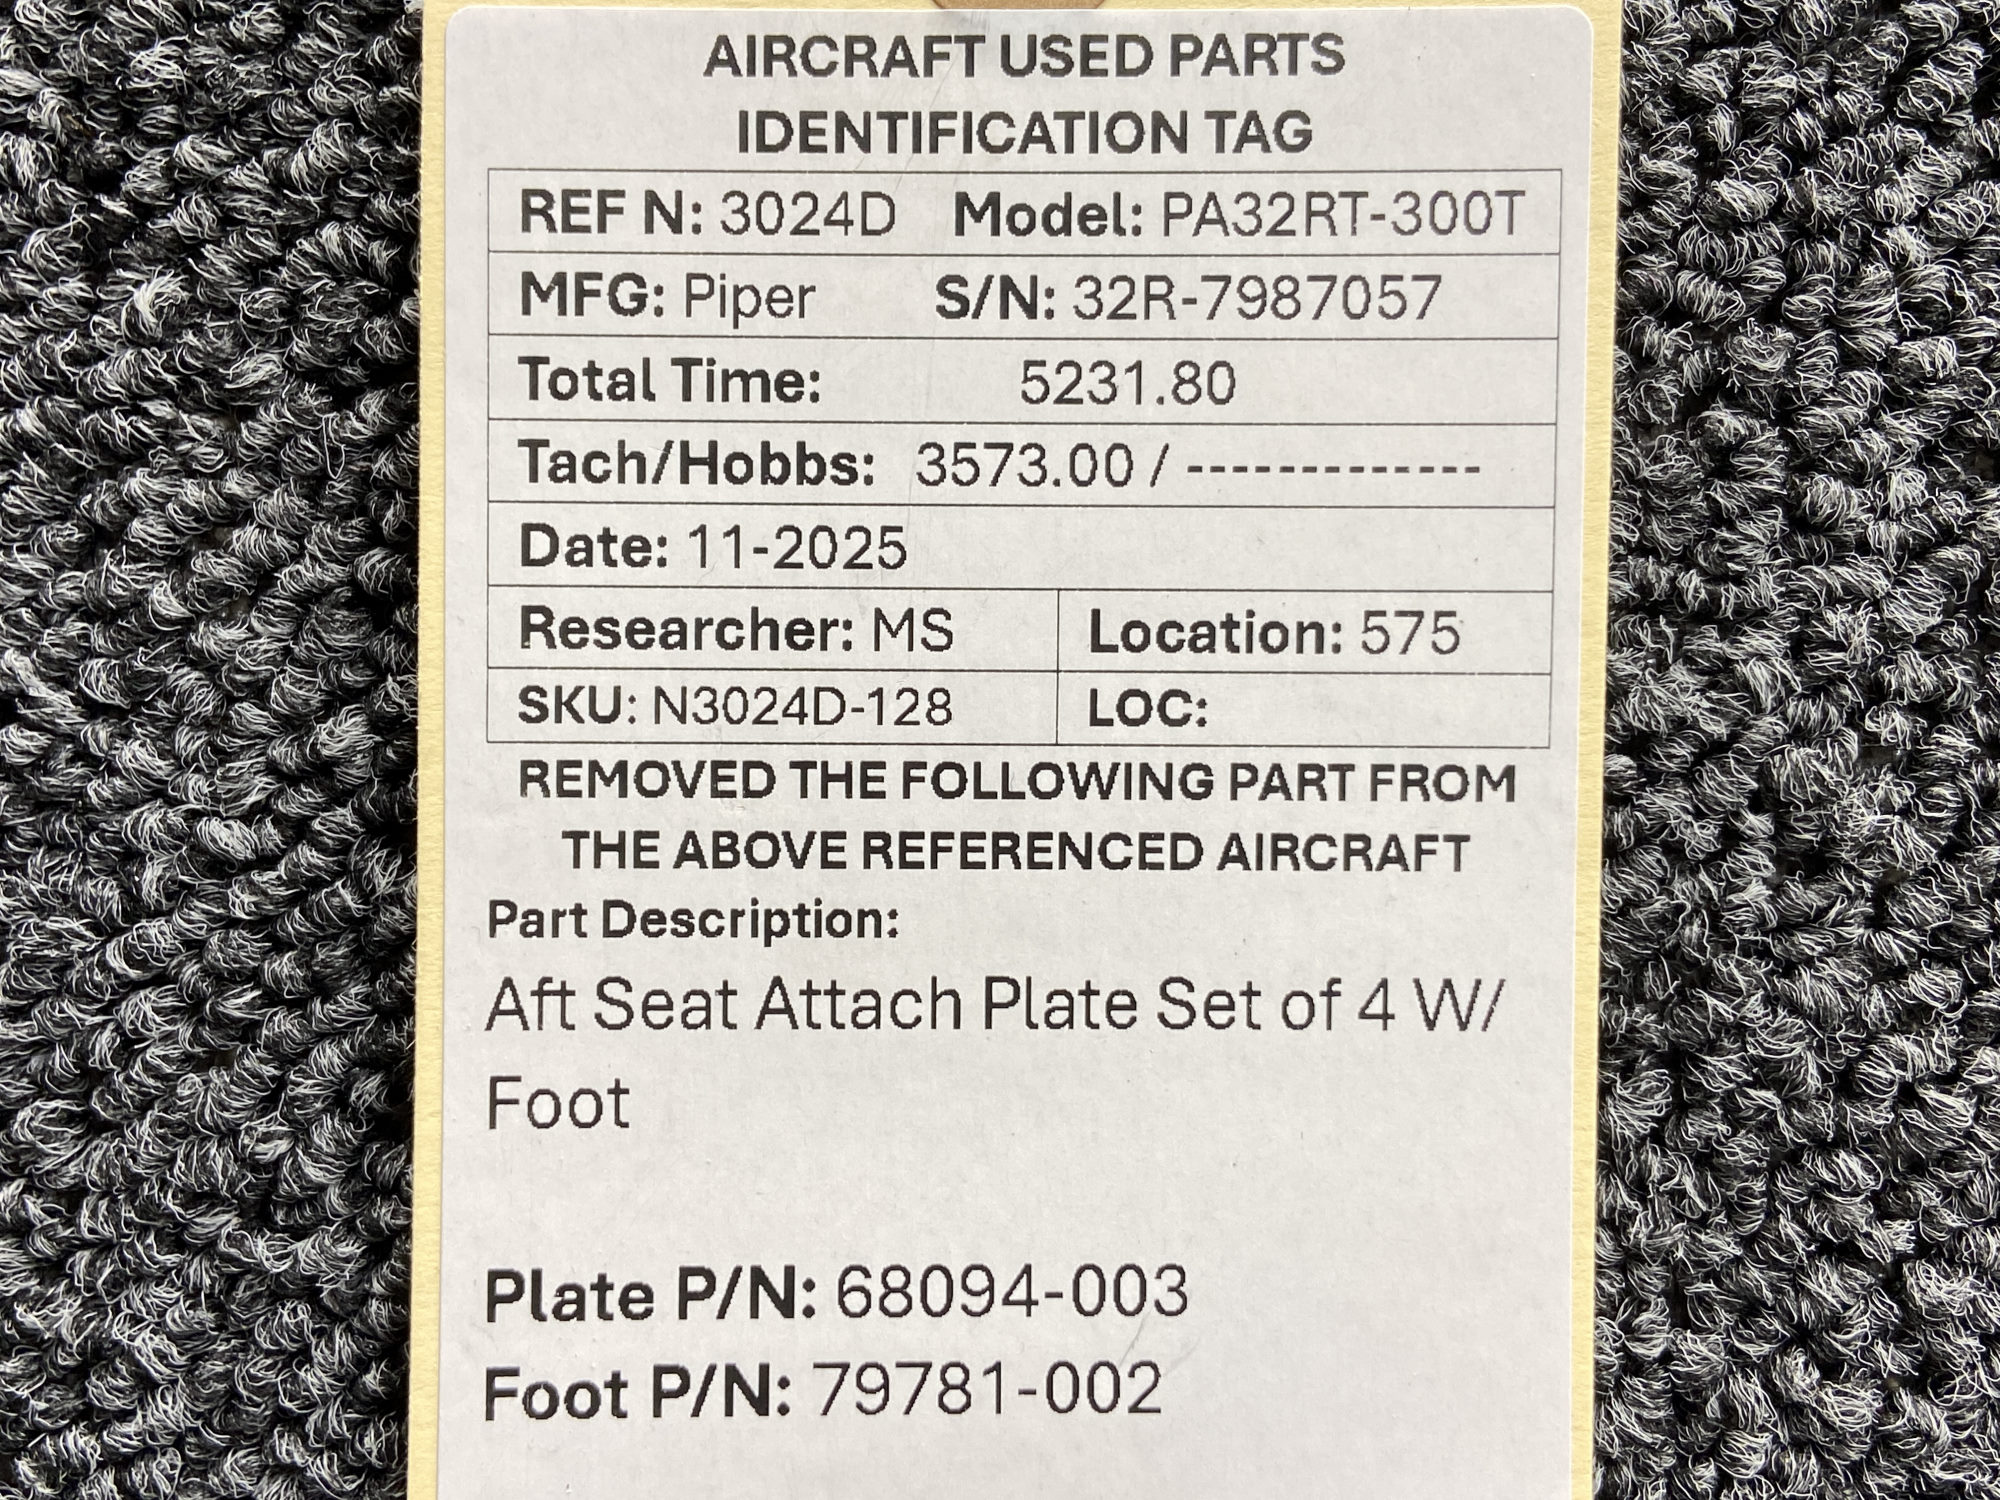 AIRCRAFT USED PARTS
IDENTIFICATION TAG
REF N: 3024D Model: PA32RT-300T
MFG: Piper S/N: 32R-7987057
Total Time: 5231.80
Tach/Hobbs: 3573.00 / -------------
Date: 11-2025
Researcher: MS Location: 575
SKU: N3024D-128 LOC:
REMOVED THE FOLLOWING PART FROM
THE ABOVE REFERENCED AIRCRAFT
Part Description:
Aft Seat Attach Plate Set of 4 W/
Foot
Plate P/N: 68094-003
Foot P/N: 79781-002